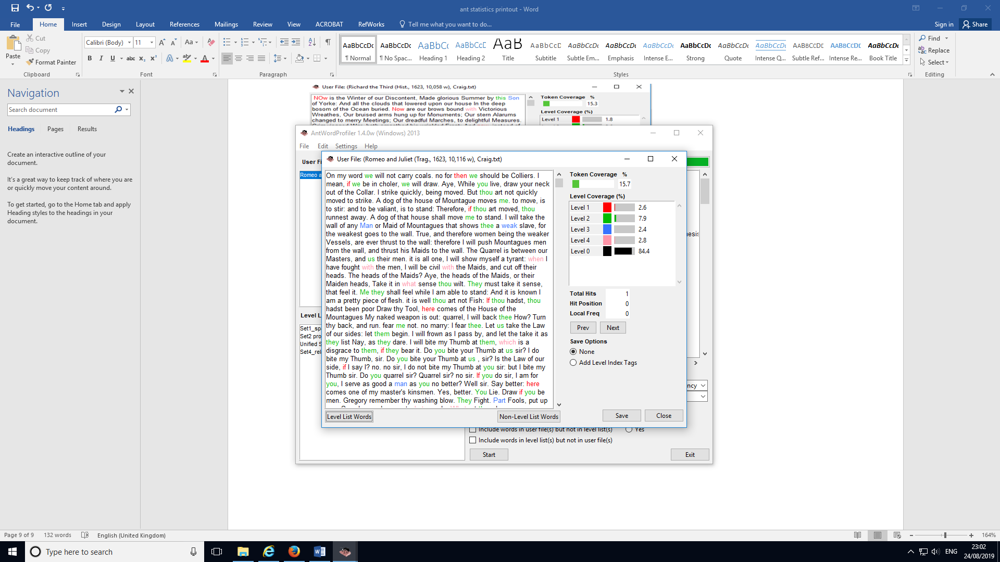 ant statistics printout - Word
File Home Insert Design Layout References Mailings Review View ACROBAT RefWorks Tell me what you want to do... Sign in Share
Paste
Cut
Copy
Format Painter
Clipboard
Calibri (Body) 11
Font
Paragraph
AaBbCcDc AaBbCcDc AaBbCc AaBbCcD AaB AaBbCcD AaBbCcDc AaBbCcDc AaBbCcDc AaBbCcDc AaBbCcDc AaBbCcDc AABBCCDE AABBCCDE AaBbCcDc
¶ Normal ¶ No Spac... Heading 1 Heading 2 Title Subtitle Subtle Em... Emphasis Intense E... Strong Quote Intense Q... Subtle Ref... Intense Re... Book Title
Styles
Find
Replace
Select
Editing
Navigation
Search document
Headings Pages Results
Create an interactive outline of your
document.
It's a great way to keep track of where you are
or quickly move your content around.
To get started, go to the Home tab and apply
Heading styles to the headings in your
document.
User File: (Richard the Third (Hist., 1623, 10,058 w), Craig.txt)
NOw is the Winter of our Discontent, Made glorious Summer by this Son
of Yorke: And all the clouds that lowered upon our house In the deep
bosom of the Ocean buried. Now are our brows bound with Victorious
Wreathes, Our bruised arms hung up for Monuments; Our stern Alarums
changed to merry Meetings; Our dreadful Marches, to delightful Measures.
Token Coverage %
15.3
Level Coverage (%)
Level 1 1.8
AntWordProfiler 1.4.0w (Windows) 2013
File Edit Settings Help
User Fi
Romeo a
Level L
Set1_sp
Set2 pro
Unified S
Set4_rel
User File: (Romeo and Juliet (Trag., 1623, 10,116 w), Craig.txt)
On my word we will not carry coals. no for then we should be Colliers. I
mean, if we be in choler, we will draw. Aye, While you live, draw your neck
out of the Collar. I strike quickly, being moved. But thou art not quickly
moved to strike. A dog of the house of Mountague moves me. to move, is
to stir: and to be valiant, is to stand: Therefore, if thou art moved, thou
runnest away. A dog of that house shall move me to stand. I will take the
wall of any Man or Maid of Mountagues that shows thee a weak slave, for
the weakest goes to the wall. True, and therefore women being the weaker
Vessels, are ever thrust to the wall: therefore I will push Mountagues men
from the wall, and thrust his Maids to the wall. The Quarrel is between our
Masters, and us their men. it is all one, I will show myself a tyrant: when I
have fought with the men, I will be civil with the Maids, and cut off their
heads. The heads of the Maids? Aye, the heads of the Maids, or their
Maiden heads, Take it in what sense thou wilt. They must take it sense,
that feel it. Me they shall feel while I am able to stand: And it is known I
am a pretty piece of flesh. it is well thou art not Fish: If thou hadst, thou
hadst been poor Draw thy Tool, here comes of the House of the
Mountagues My naked weapon is out: quarrel, I will back thee How? Turn
thy back, and run. fear me not. no marry: I fear thee. Let us take the Law
of our sides: let them begin. I will frown as I pass by, and let the take it as
they list Nay, as they dare. I will bite my Thumb at them, which is a
disgrace to them, if they bear it. Do you bite your Thumb at us sir? I do
bite my Thumb, sir. Do you bite your Thumb at us , sir? Is the Law of our
side, if I say I? no. no sir, I do not bite my Thumb at you sir: but I bite my
Thumb sir. Do you quarrel sir? Quarrel sir? no sir. If you do sir, I am for
you, I serve as good a man as you no better? Well sir. Say better: here
comes one of my master's kinsmen. Yes, better. You Lie. Draw if you be
men. Gregory remember thy washing blow. They Fight. Part Fools, put up
Token Coverage %
15.7
Level Coverage (%)
Level 1 2.6
Level 2 7.9
Level 3 2.4
Level 4 2.8
Level 0 84.4
Total Hits 1
Hit Position 0
Local Freq 0
Prev Next
Save Options
None
Add Level Index Tags
Level List Words Non-Level List Words Save Close
nesis
ncy
Include words in user file(s) but not in level list(s) Yes
Include words in level list(s) but not in user file(s)
Start Exit
Page 9 of 9 132 words English (United Kingdom) 164%
Type here to search
ENG
23:02
24/08/2019